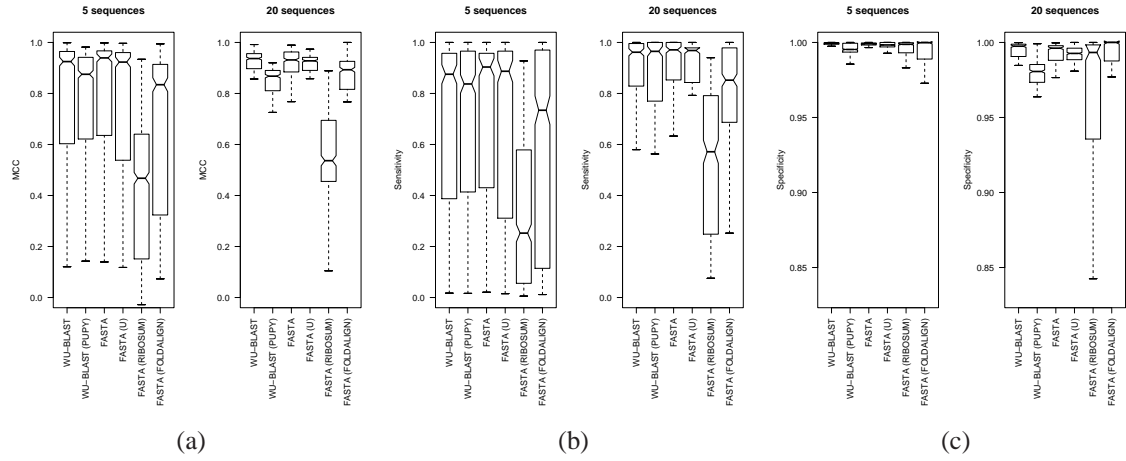 5 sequences
MCC
1.0
0.8
0.6
0.4
0.2
0.0
WU−BLAST
WU−BLAST (PUPY)
FASTA
FASTA (U)
FASTA (RIBOSUM)
FASTA (FOLDALIGN)
20 sequences
MCC
1.0
0.8
0.6
0.4
0.2
0.0
WU−BLAST
WU−BLAST (PUPY)
FASTA
FASTA (U)
FASTA (RIBOSUM)
FASTA (FOLDALIGN)
(a)
5 sequences
Sensitivity
1.0
0.8
0.6
0.4
0.2
0.0
WU−BLAST
WU−BLAST (PUPY)
FASTA
FASTA (U)
FASTA (RIBOSUM)
FASTA (FOLDALIGN)
20 sequences
Sensitivity
1.0
0.8
0.6
0.4
0.2
0.0
WU−BLAST
WU−BLAST (PUPY)
FASTA
FASTA (U)
FASTA (RIBOSUM)
FASTA (FOLDALIGN)
(b)
5 sequences
Specificity
1.00
0.95
0.90
0.85
WU−BLAST
WU−BLAST (PUPY)
FASTA
FASTA (U)
FASTA (RIBOSUM)
FASTA (FOLDALIGN)
20 sequences
Specificity
1.00
0.95
0.90
0.85
WU−BLAST
WU−BLAST (PUPY)
FASTA
FASTA (U)
FASTA (RIBOSUM)
FASTA (FOLDALIGN)
(c)